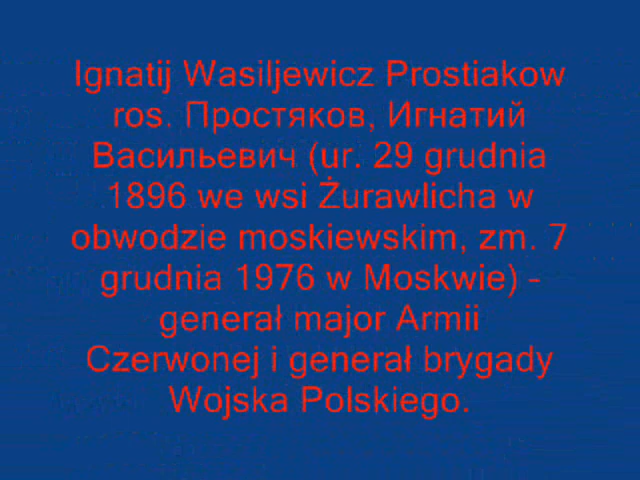 Ignatij Wasiljewicz Prostiakow
ros. Простяков, Игнатий
Васильевич (ur. 29 grudnia
1896 we wsi Żurawlicha w
obwodzie moskiewskim, zm. 7
grudnia 1976 w Moskwie) -
generał major Armii
Czerwonej i generał brygady
Wojska Polskiego.